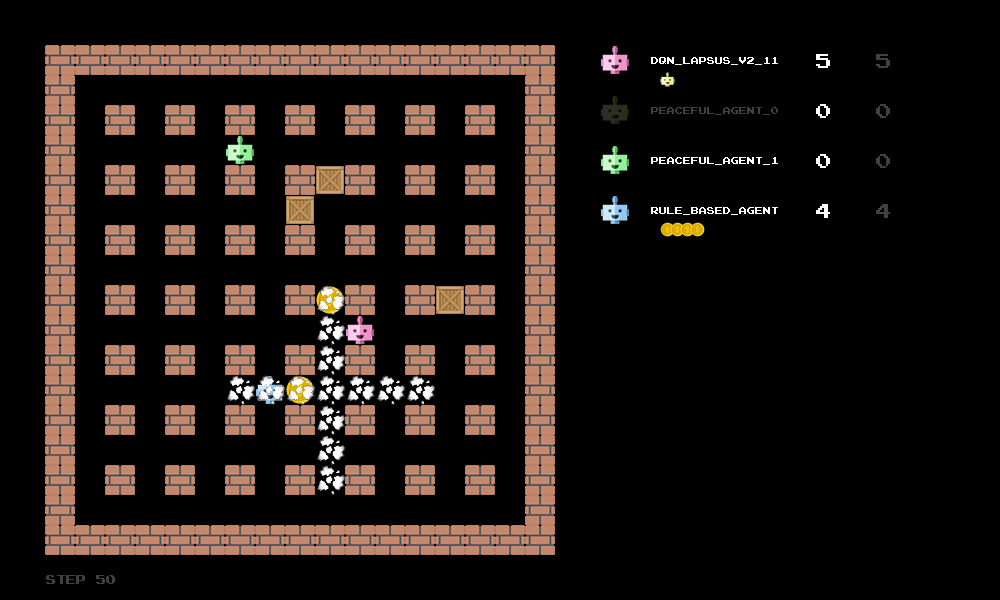 DQN_LAPSUS_V2_11 5 5
PEACEFUL_AGENT_0 0 0
PEACEFUL_AGENT_1 0 0
RULE_BASED_AGENT 4 4
STEP 50